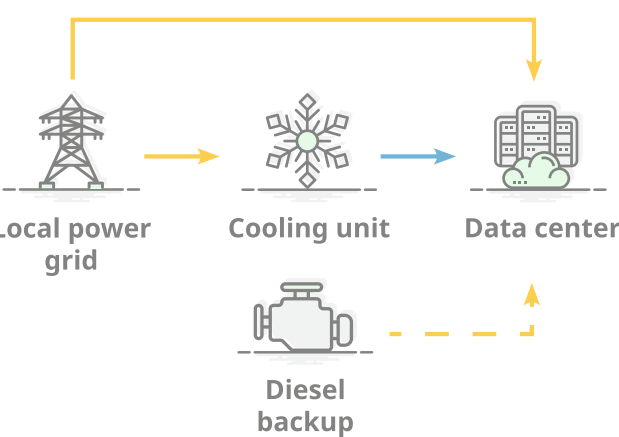 Local power
grid
Cooling unit
Data center
Diesel
backup